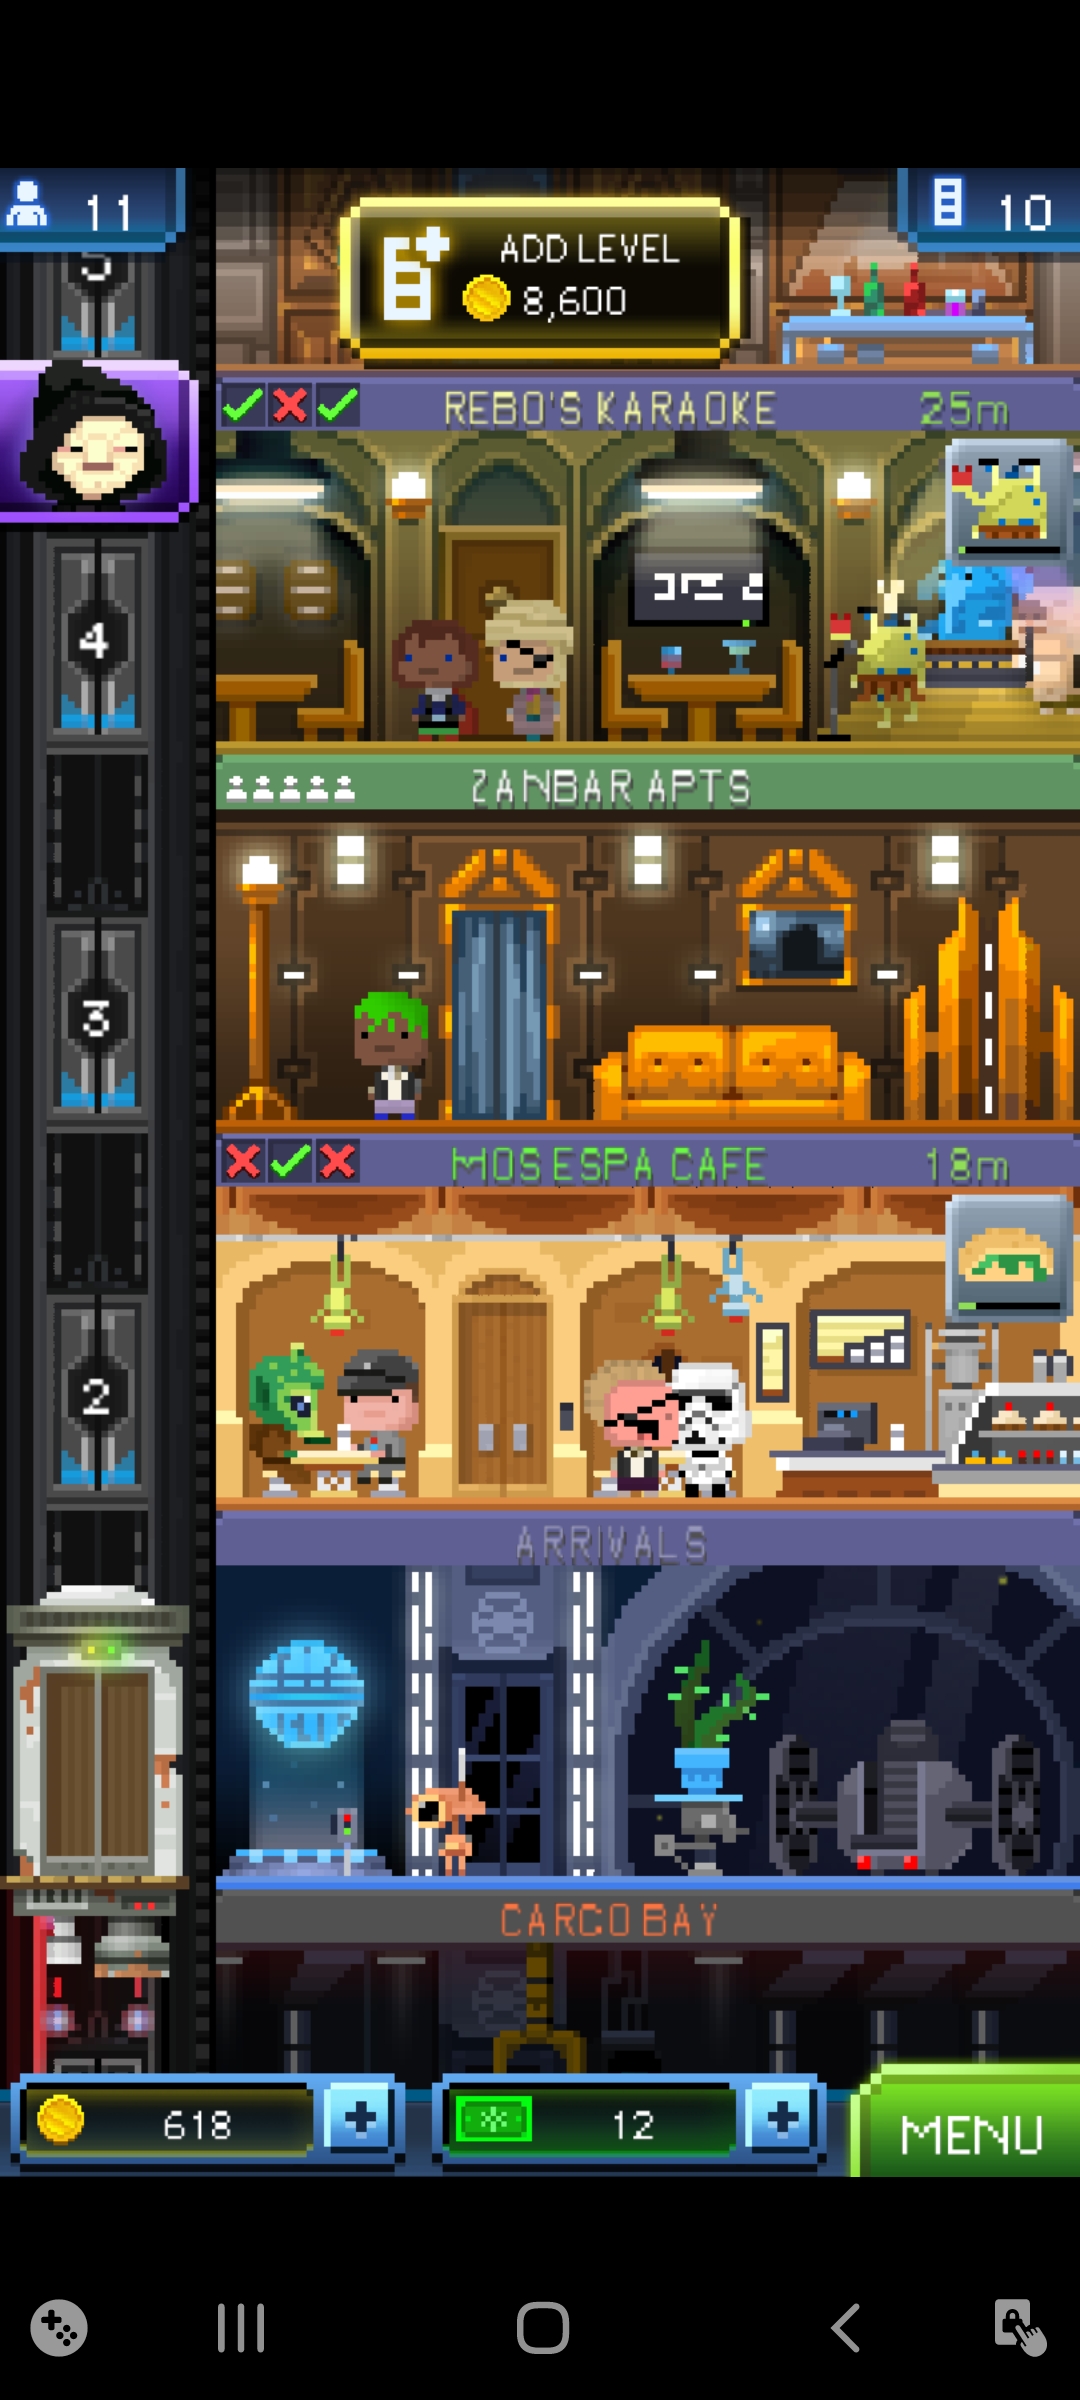 11
10
ADD LEVEL
8,600
5
REBO'S KARAOKE 25m
4
ZANBAR APTS
3
MOS ESPA CAFE 18m
2
ARRIVALS
CARGO BAY
618
12
MENU